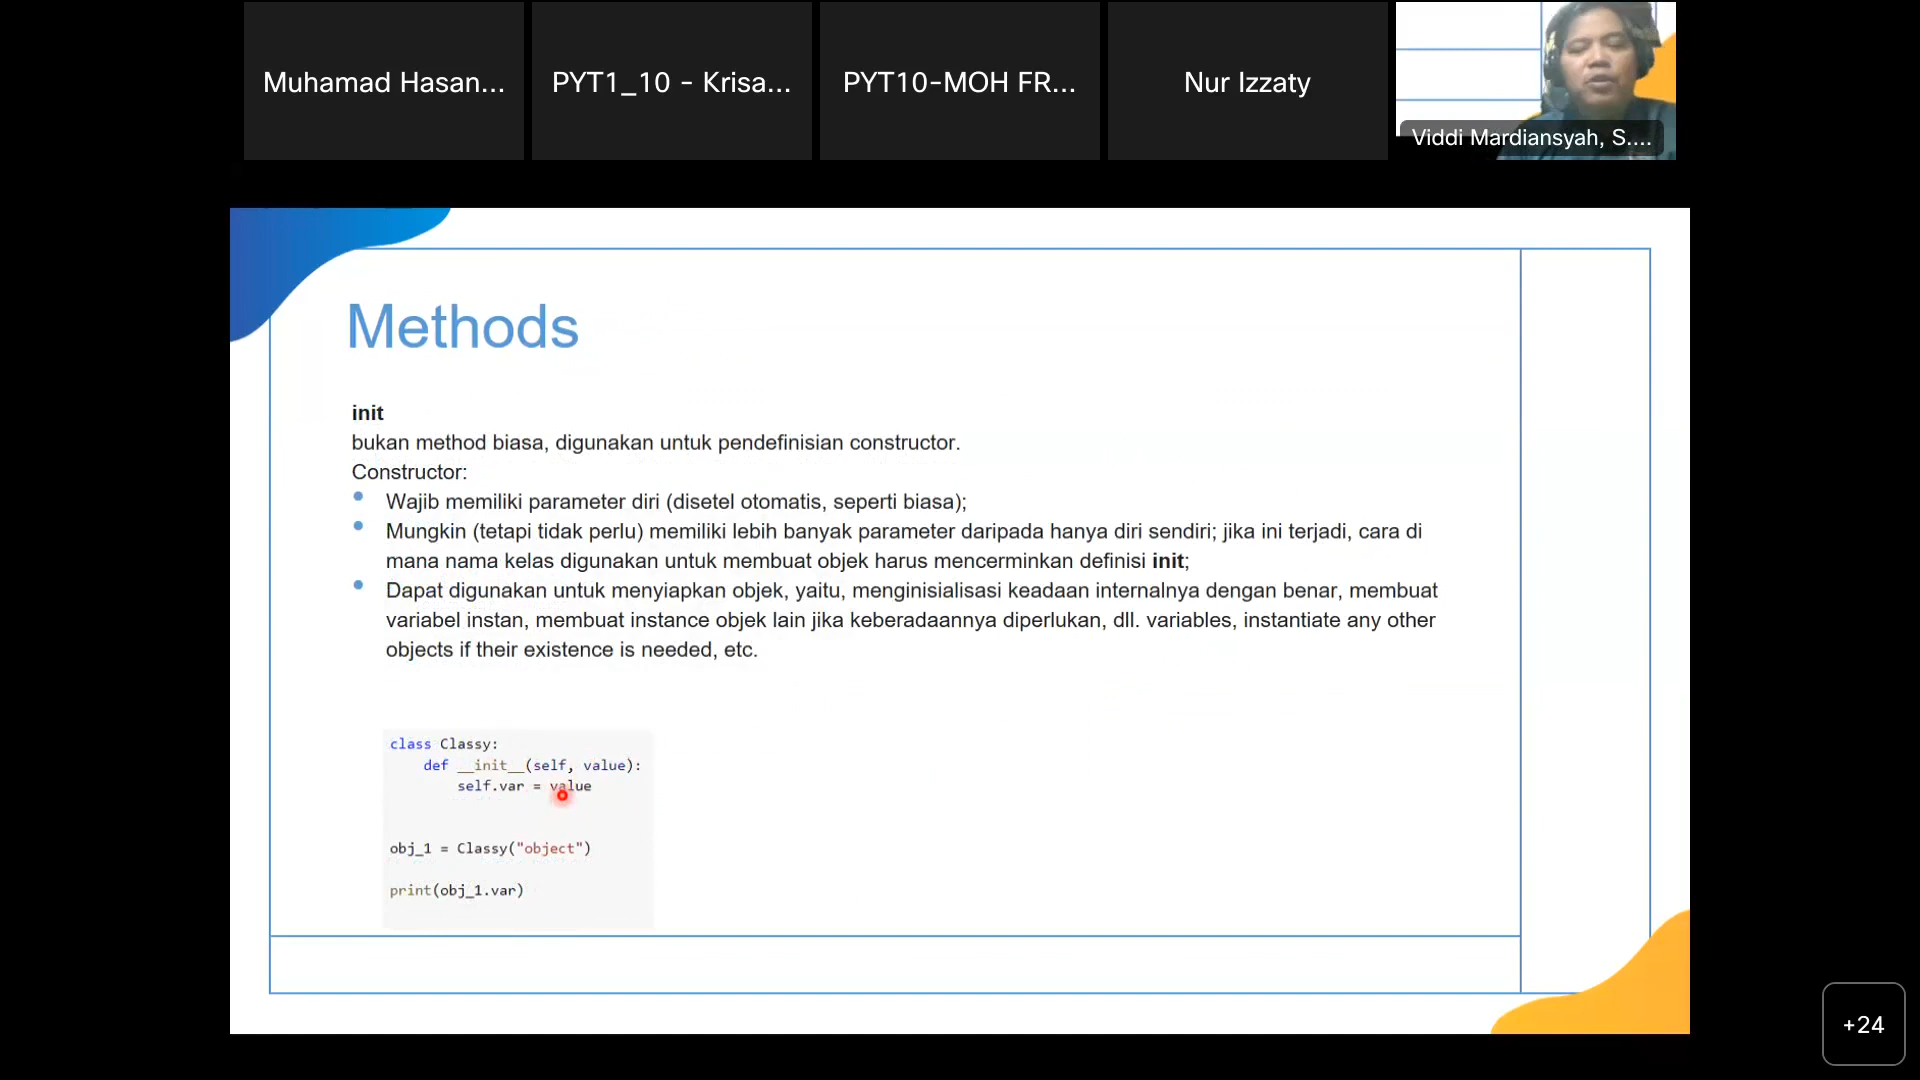 Muhamad Hasan...
PYT1_10 - Krisa...
PYT10-MOH FR...
Nur Izzaty
Viddi Mardiansyah, S....
Methods
init
bukan method biasa, digunakan untuk pendefinisian constructor.
Constructor:
Wajib memiliki parameter diri (disetel otomatis, seperti biasa);
Mungkin (tetapi tidak perlu) memiliki lebih banyak parameter daripada hanya diri sendiri; jika ini terjadi, cara di
mana nama kelas digunakan untuk membuat objek harus mencerminkan definisi init;
Dapat digunakan untuk menyiapkan objek, yaitu, menginisialisasi keadaan internalnya dengan benar, membuat
variabel instan, membuat instance objek lain jika keberadaannya diperlukan, dll. variables, instantiate any other
objects if their existence is needed, etc.
class Classy:
    def __init__(self, value):
        self.var = value
obj_1 = Classy("object")
print(obj_1.var)
+24